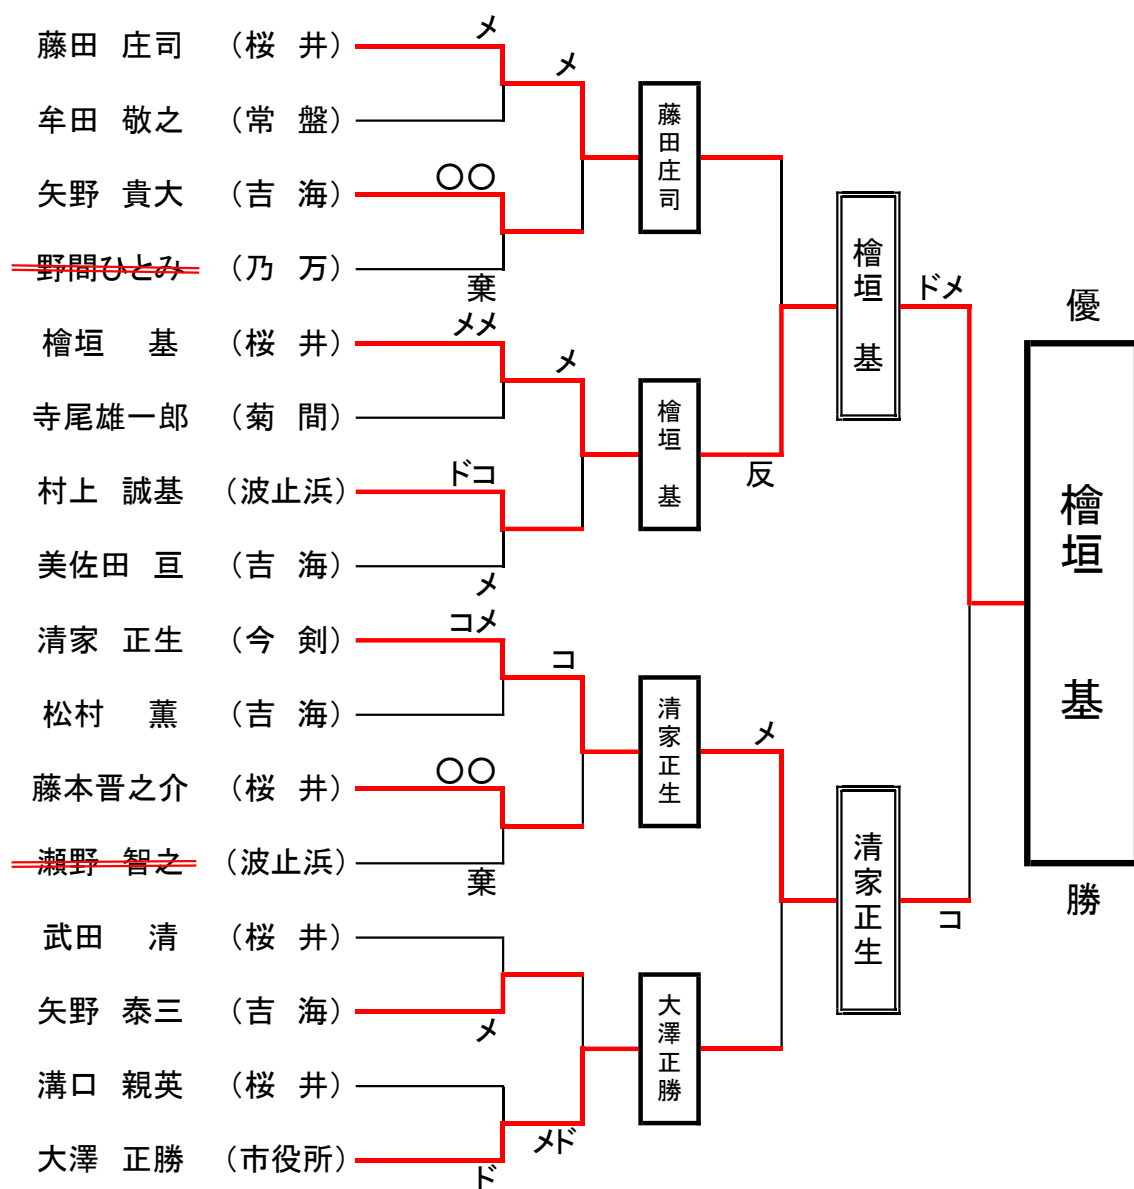 藤田 庄司 （桜 井） メ
牟田 敬之 （常 盤）
矢野 貴大 （吉 海） 〇〇
野間ひとみ （乃 万） 棄
檜垣 基 （桜 井） メメ
寺尾雄一郎 （菊 間）
村上 誠基 （波止浜） ドコ
美佐田 亘 （吉 海） メ
清家 正生 （今 剣） コメ
松村 薫 （吉 海）
藤本晋之介 （桜 井） 〇〇
瀬野 智之 （波止浜） 棄
武田 清 （桜 井）
矢野 泰三 （吉 海） メ
溝口 親英 （桜 井）
大澤 正勝 （市役所） ド
メ
メ
コ
メド
藤田庄司
檜垣 基
反
清家正生
メ
大澤正勝
檜垣 基
ドメ
清家正生
コ
優
檜垣 基
勝